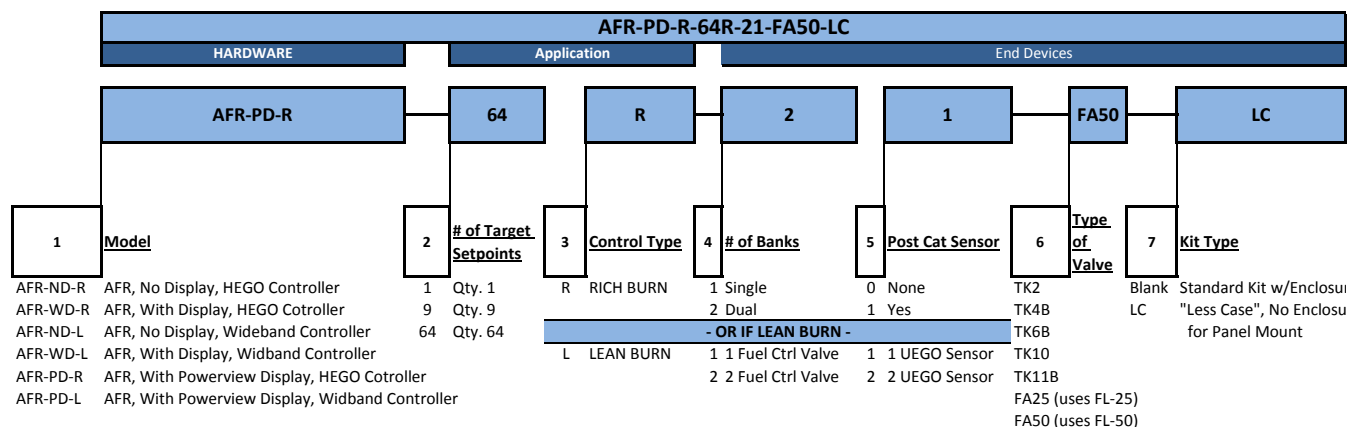 AFR-PD-R-64R-21-FA50-LC
HARDWARE Application End Devices
AFR-PD-R 64 R 2 1 FA50 LC
1 Model 2 # of Target Setpoints 3 Control Type 4 # of Banks 5 Post Cat Sensor 6 Type of Valve 7 Kit Type
AFR-ND-R AFR, No Display, HEGO Controller 1 Qty. 1 R RICH BURN 1 Single 0 None TK2 Blank Standard Kit w/Enclosur
AFR-WD-R AFR, With Display, HEGO Cotroller 9 Qty. 9 2 Dual 1 Yes TK4B LC "Less Case", No Enclosu
AFR-ND-L AFR, No Display, Wideband Controller 64 Qty. 64 - OR IF LEAN BURN - TK6B for Panel Mount
AFR-WD-L AFR, With Display, Widband Controller L LEAN BURN 1 1 Fuel Ctrl Valve 1 1 UEGO Sensor TK10
AFR-PD-R AFR, With Powerview Display, HEGO Cotroller 2 2 Fuel Ctrl Valve 2 2 UEGO Sensor TK11B
AFR-PD-L AFR, With Powerview Display, Widband Controller FA25 (uses FL-25)
FA50 (uses FL-50)